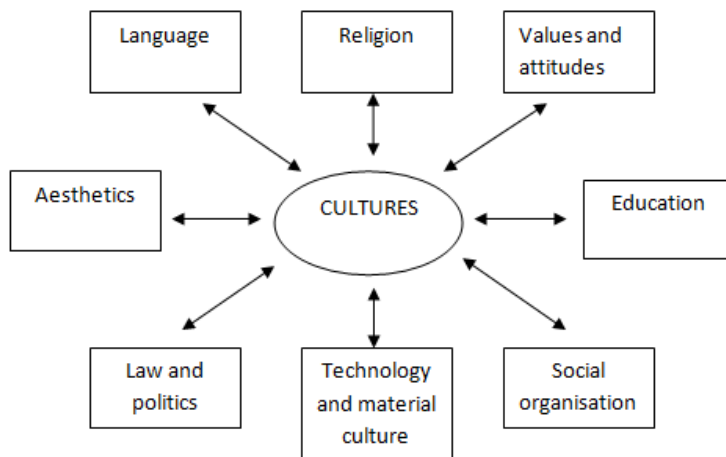 Language
Religion
Values and
attitudes
Aesthetics
CULTURES
Education
Law and
politics
Technology
and material
culture
Social
organisation